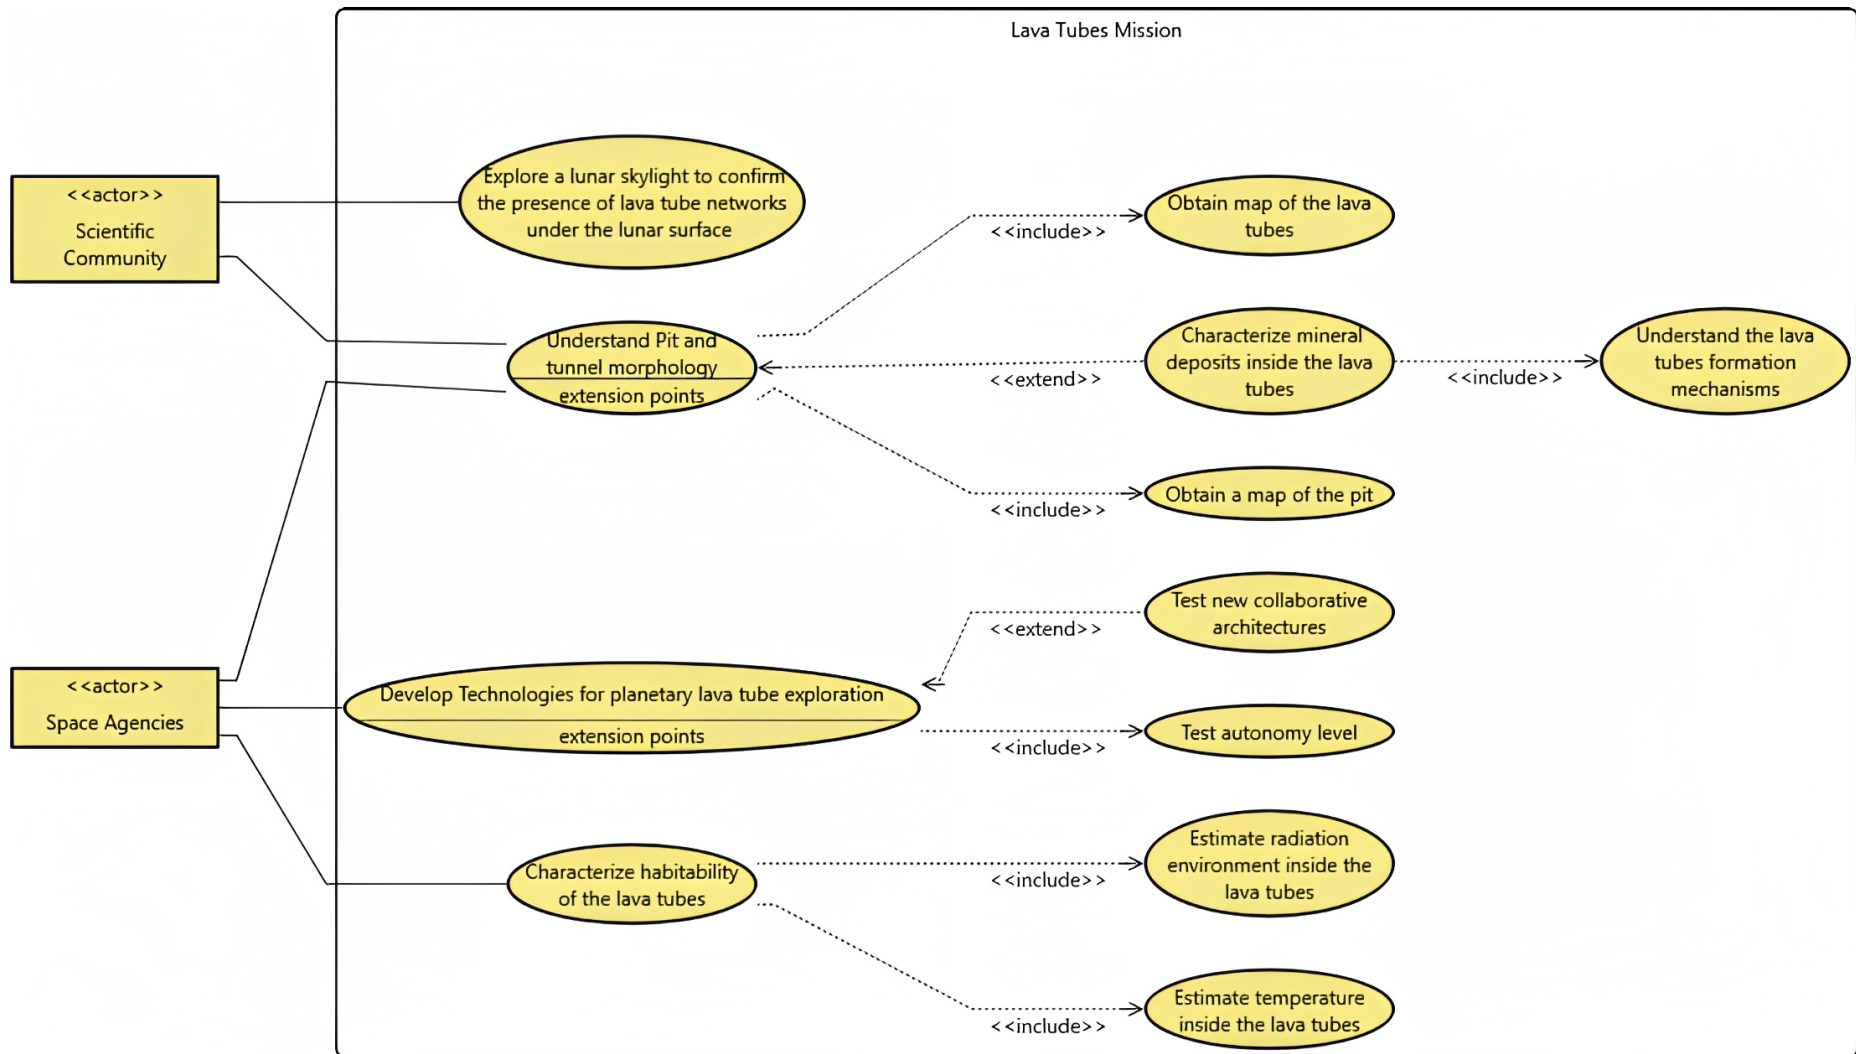 Lava Tubes Mission
<<actor>>
Scientific
Community
Explore a lunar skylight to confirm
the presence of lava tube networks
under the lunar surface
<<include>>
Obtain map of the lava
tubes
Understand Pit and
tunnel morphology
extension points
<<extend>>
Characterize mineral
deposits inside the lava
tubes
<<include>>
Understand the lava
tubes formation
mechanisms
<<include>>
Obtain a map of the pit
<<extend>>
Test new collaborative
architectures
<<actor>>
Space Agencies
Develop Technologies for planetary lava tube exploration
extension points
<<include>>
Test autonomy level
Characterize habitability
of the lava tubes
<<include>>
Estimate radiation
environment inside the
lava tubes
<<include>>
Estimate temperature
inside the lava tubes